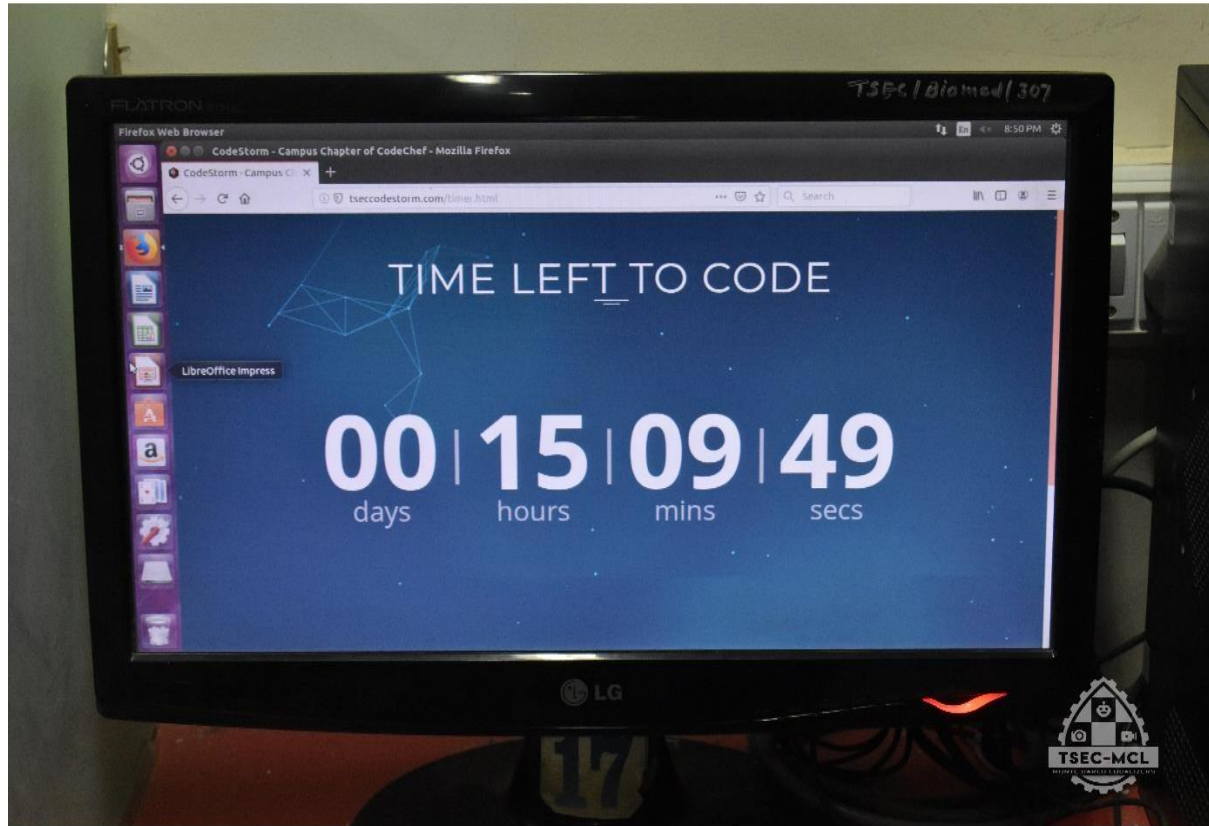 TSEC/Biomed/307
FLATRON
Firefox Web Browser
En 8:50 PM
CodeStorm - Campus Chapter of CodeChef - Mozilla Firefox
CodeStorm - Campus C
tseccodestorm.com/timer.html
Search
TIME LEFT TO CODE
LibreOffice Impress
00 15 09 49
days hours mins secs
LG
17
TSEC-MCL